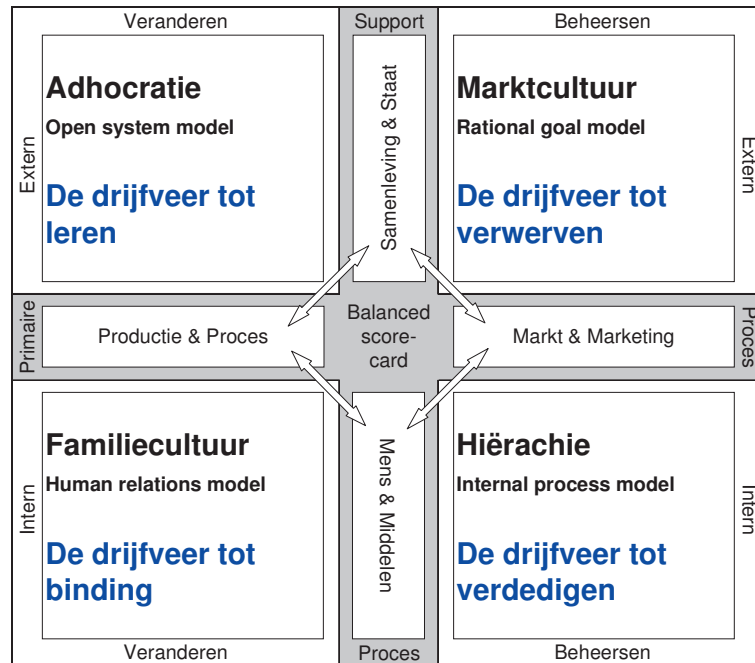 Veranderen
Support
Beheersen
Extern
Adhocratie
Open system model
De drijfveer tot
leren
Samenleving & Staat
Marktcultuur
Rational goal model
De drijfveer tot
verwerven
Extern
Primaire
Productie & Proces
Balanced
score-
card
Markt & Marketing
Proces
Intern
Familiecultuur
Human relations model
De drijfveer tot
binding
Mens & Middelen
Hiërachie
Internal process model
De drijfveer tot
verdedigen
Intern
Veranderen
Proces
Beheersen